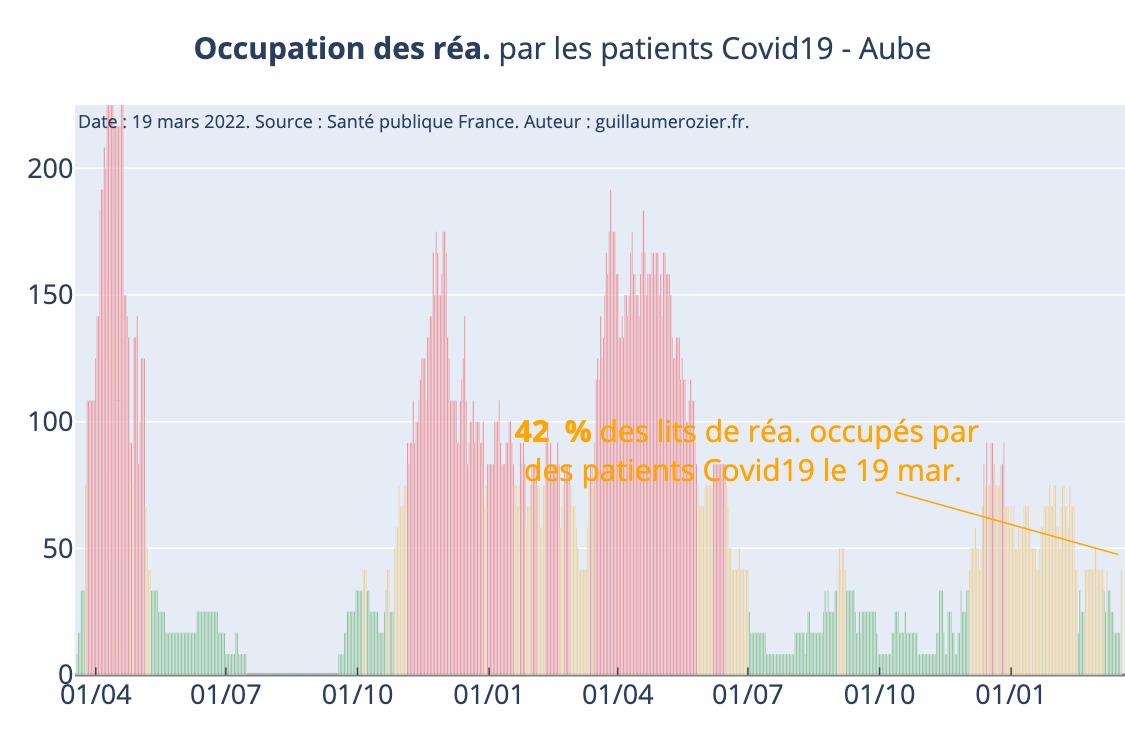 Occupation des réa. par les patients Covid19 - Aube
Date : 19 mars 2022. Source : Santé publique France. Auteur : guillaumerozier.fr.
200
150
100
50
0
42 % des lits de réa. occupés par
des patients Covid19 le 19 mar.
01/04 01/07 01/10 01/01 01/04 01/07 01/10 01/01